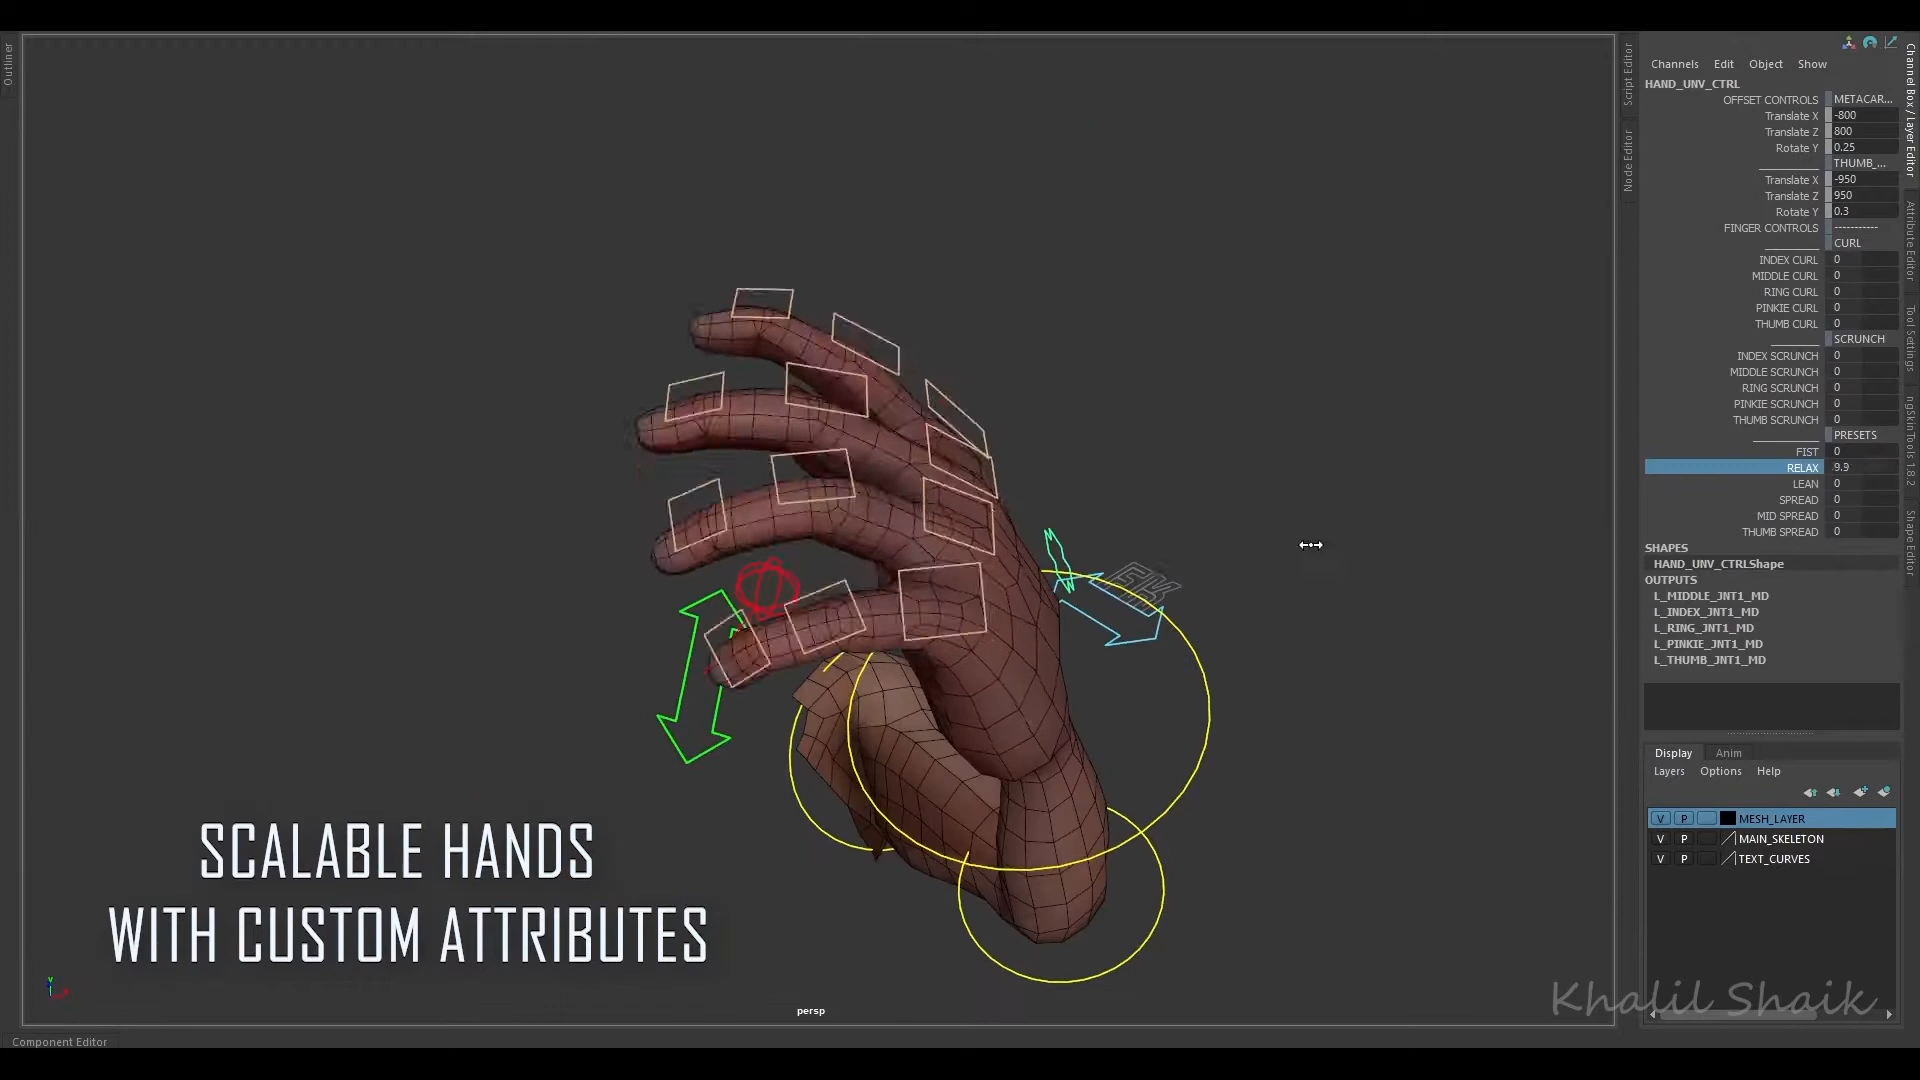 Outliner
Script Editor
Node Editor
Channels Edit Object Show
HAND_UNV_CTRL
OFFSET CONTROLS METACAR...
Translate X -800
Translate Z 800
Rotate Y 0.25
THUMB_...
Translate X -950
Translate Z 950
Rotate Y 0.3
FINGER CONTROLS -----------
CURL
INDEX CURL 0
MIDDLE CURL 0
RING CURL 0
PINKIE CURL 0
THUMB CURL 0
SCRUNCH
INDEX SCRUNCH 0
MIDDLE SCRUNCH 0
RING SCRUNCH 0
PINKIE SCRUNCH 0
THUMB SCRUNCH 0
PRESETS
FIST 0
RELAX 9.9
LEAN 0
SPREAD 0
MID SPREAD 0
THUMB SPREAD 0
SHAPES
HAND_UNV_CTRLShape
OUTPUTS
L_MIDDLE_JNT1_MD
L_INDEX_JNT1_MD
L_RING_JNT1_MD
L_PINKIE_JNT1_MD
L_THUMB_JNT1_MD
Display Anim
Layers Options Help
V P MESH_LAYER
V P MAIN_SKELETON
V P TEXT_CURVES
Channel Box / Layer Editor
Attribute Editor
Tool Settings
ngSkinTools 1.8.2
Shape Editor
FK
SCALABLE HANDS
WITH CUSTOM ATTRIBUTES
persp
Khalil Shaik
Component Editor